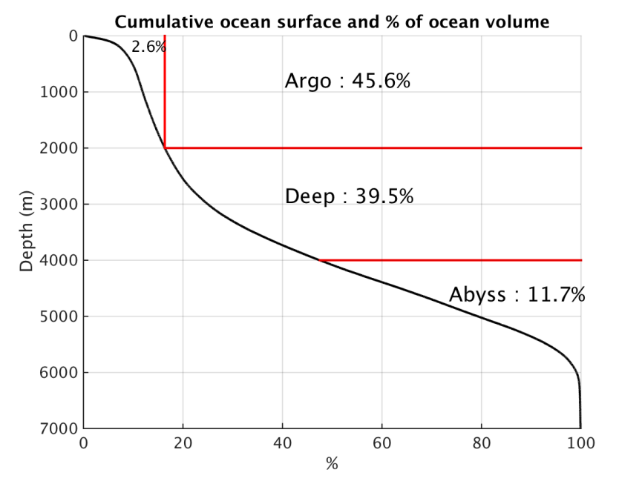 Cumulative ocean surface and % of ocean volume
0
2.6%
Argo : 45.6%
1000
2000
Deep : 39.5%
3000
Depth (m)
4000
Abyss : 11.7%
5000
6000
7000
0 20 40 60 80 100
%